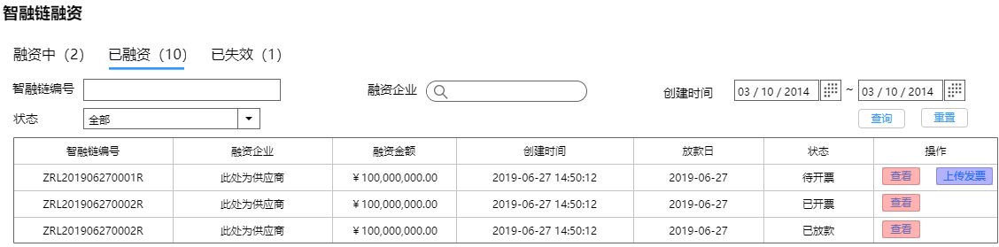 智融链融资
融资中（2） 已融资（10） 已失效（1）
智融链编号 融资企业 创建时间 03 / 10 / 2014 ~ 03 / 10 / 2014
状态 全部 查询 重置
智融链编号 融资企业 融资金额 创建时间 放款日 状态 操作
ZRL201906270001R 此处为供应商 ￥100,000,000.00 2019-06-27 14:50:12 2019-06-27 待开票 查看 上传发票
ZRL201906270002R 此处为供应商 ￥100,000,000.00 2019-06-27 14:50:12 2019-06-27 已开票 查看
ZRL201906270002R 此处为供应商 ￥100,000,000.00 2019-06-27 14:50:12 2019-06-27 已放款 查看